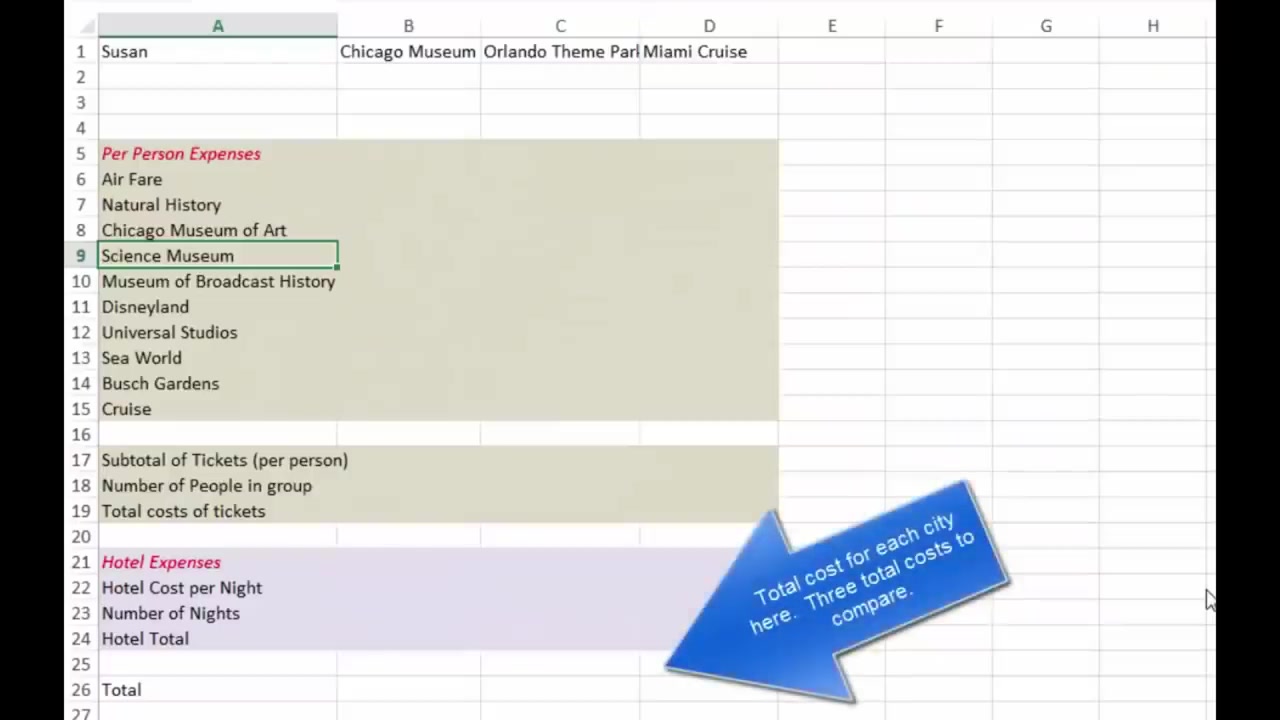 A B C D E F G H
1 Susan Chicago Museum Orlando Theme Parl Miami Cruise
2
3
4
5 Per Person Expenses
6 Air Fare
7 Natural History
8 Chicago Museum of Art
9 Science Museum
10 Museum of Broadcast History
11 Disneyland
12 Universal Studios
13 Sea World
14 Busch Gardens
15 Cruise
16
17 Subtotal of Tickets (per person)
18 Number of People in group
19 Total costs of tickets
20
21 Hotel Expenses
22 Hotel Cost per Night
23 Number of Nights
24 Hotel Total
25
26 Total
27
Total cost for each city
here. Three total costs to
compare.